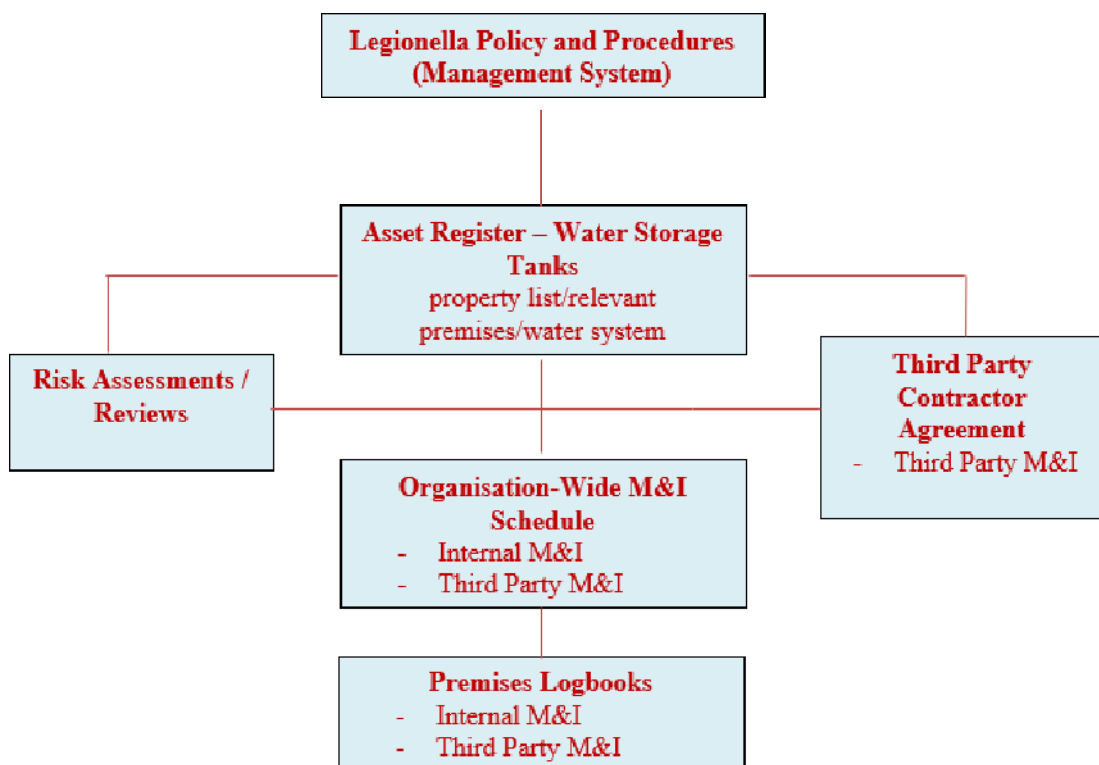 Legionella Policy and Procedures
(Management System)
Asset Register – Water Storage
Tanks
property list/relevant
premises/water system
Risk Assessments /
Reviews
Third Party
Contractor
Agreement
- Third Party M&I
Organisation-Wide M&I
Schedule
- Internal M&I
- Third Party M&I
Premises Logbooks
- Internal M&I
- Third Party M&I